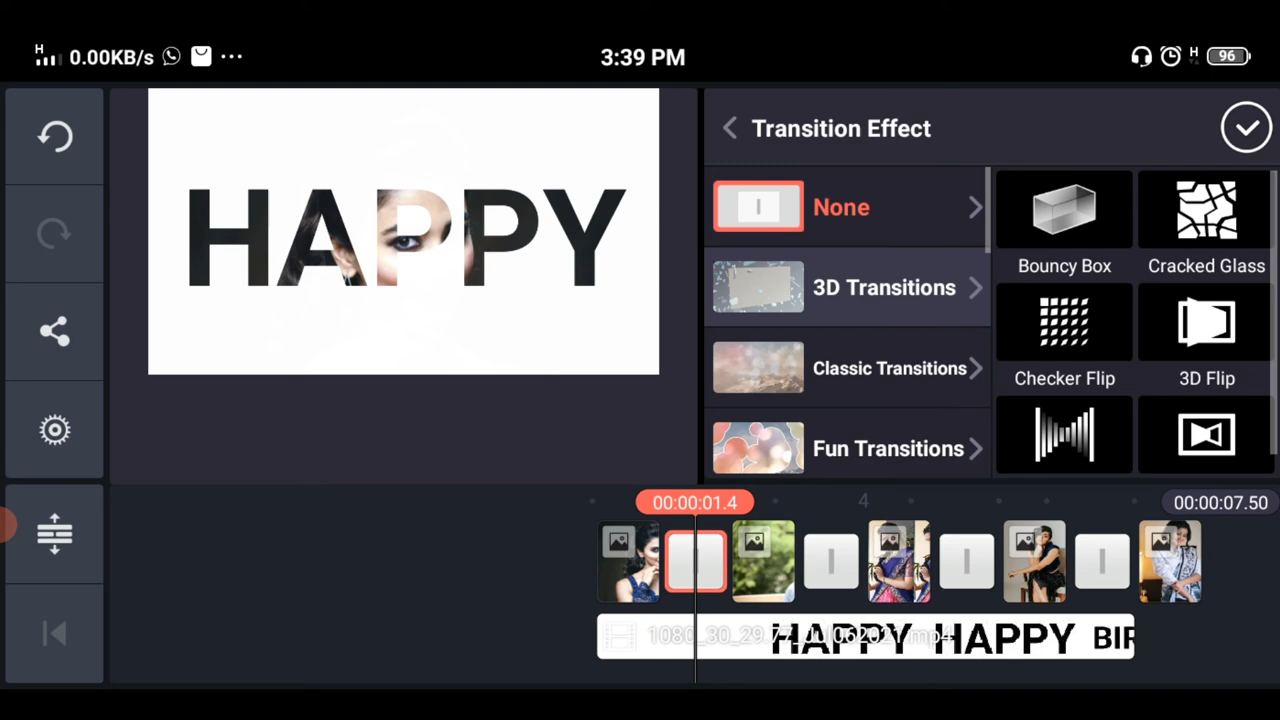 H 0.00KB/s ... 3:39 PM H 96
HAPPY
Transition Effect
None
3D Transitions
Classic Transitions
Fun Transitions
Bouncy Box
Cracked Glass
Checker Flip
3D Flip
00:00:01.4
4
00:00:07.50
HAPPY HAPPY BIR